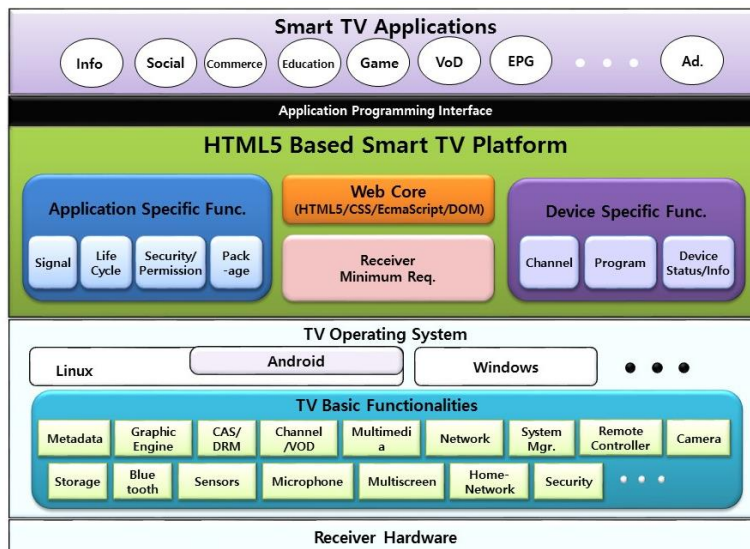 Smart TV Applications
Info Social Commerce Education Game VoD EPG Ad.
Application Programming Interface
HTML5 Based Smart TV Platform
Application Specific Func.
Signal
Life
Cycle
Security/
Permission
Pack
-age
Web Core
(HTML5/CSS/EcmaScript/DOM)
Receiver
Minimum Req.
Device Specific Func.
Channel
Program
Device
Status/Info
TV Operating System
Linux
Android
Windows
TV Basic Functionalities
Metadata
Graphic
Engine
CAS/
DRM
Channel
/VOD
Multimedi
a
Network
System
Mgr.
Remote
Controller
Camera
Storage
Blue
tooth
Sensors
Microphone
Multiscreen
Home-
Network
Security
Receiver Hardware